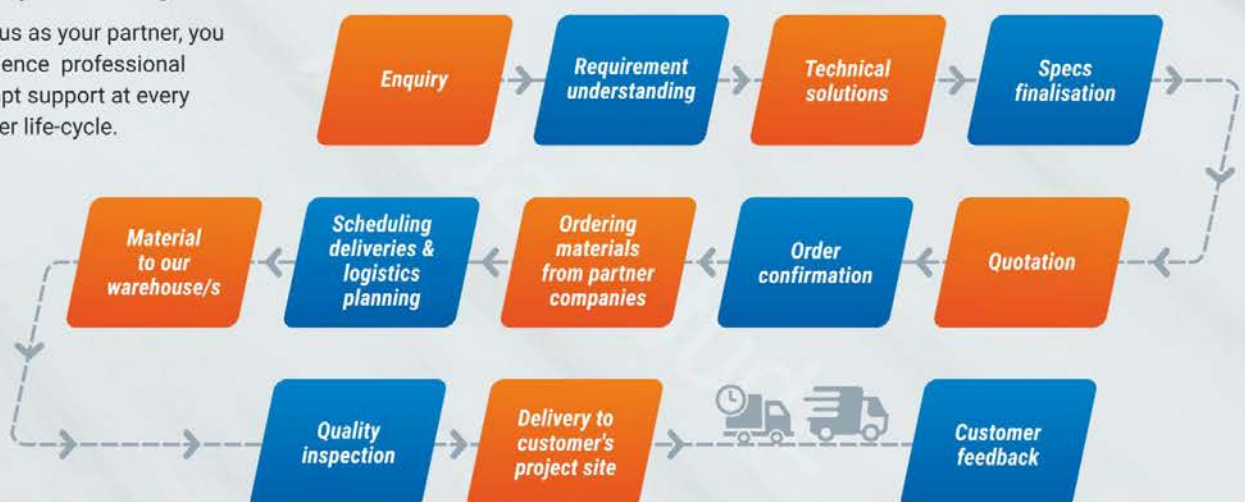 us as your partner, you
ence professional
pt support at every
er life-cycle.
Enquiry
Requirement
understanding
Technical
solutions
Specs
finalisation
Quotation
Order
confirmation
Ordering
materials
from partner
companies
Scheduling
deliveries &
logistics
planning
Material
to our
warehouse/s
Quality
inspection
Delivery to
customer's
project site
Customer
feedback